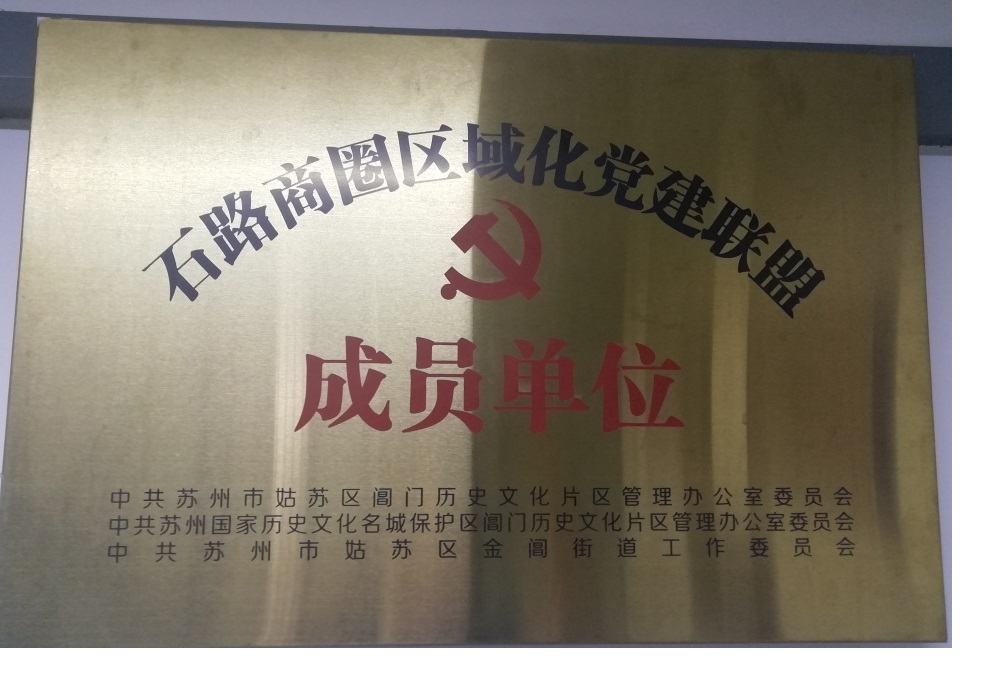 石路商圈区域化党建联盟
成员单位
中共苏州市姑苏区阊门历史文化片区管理办公室委员会
中共苏州国家历史文化名城保护区阊门历史文化片区管理办公室委员会
中共苏州市姑苏区金阊街道工作委员会